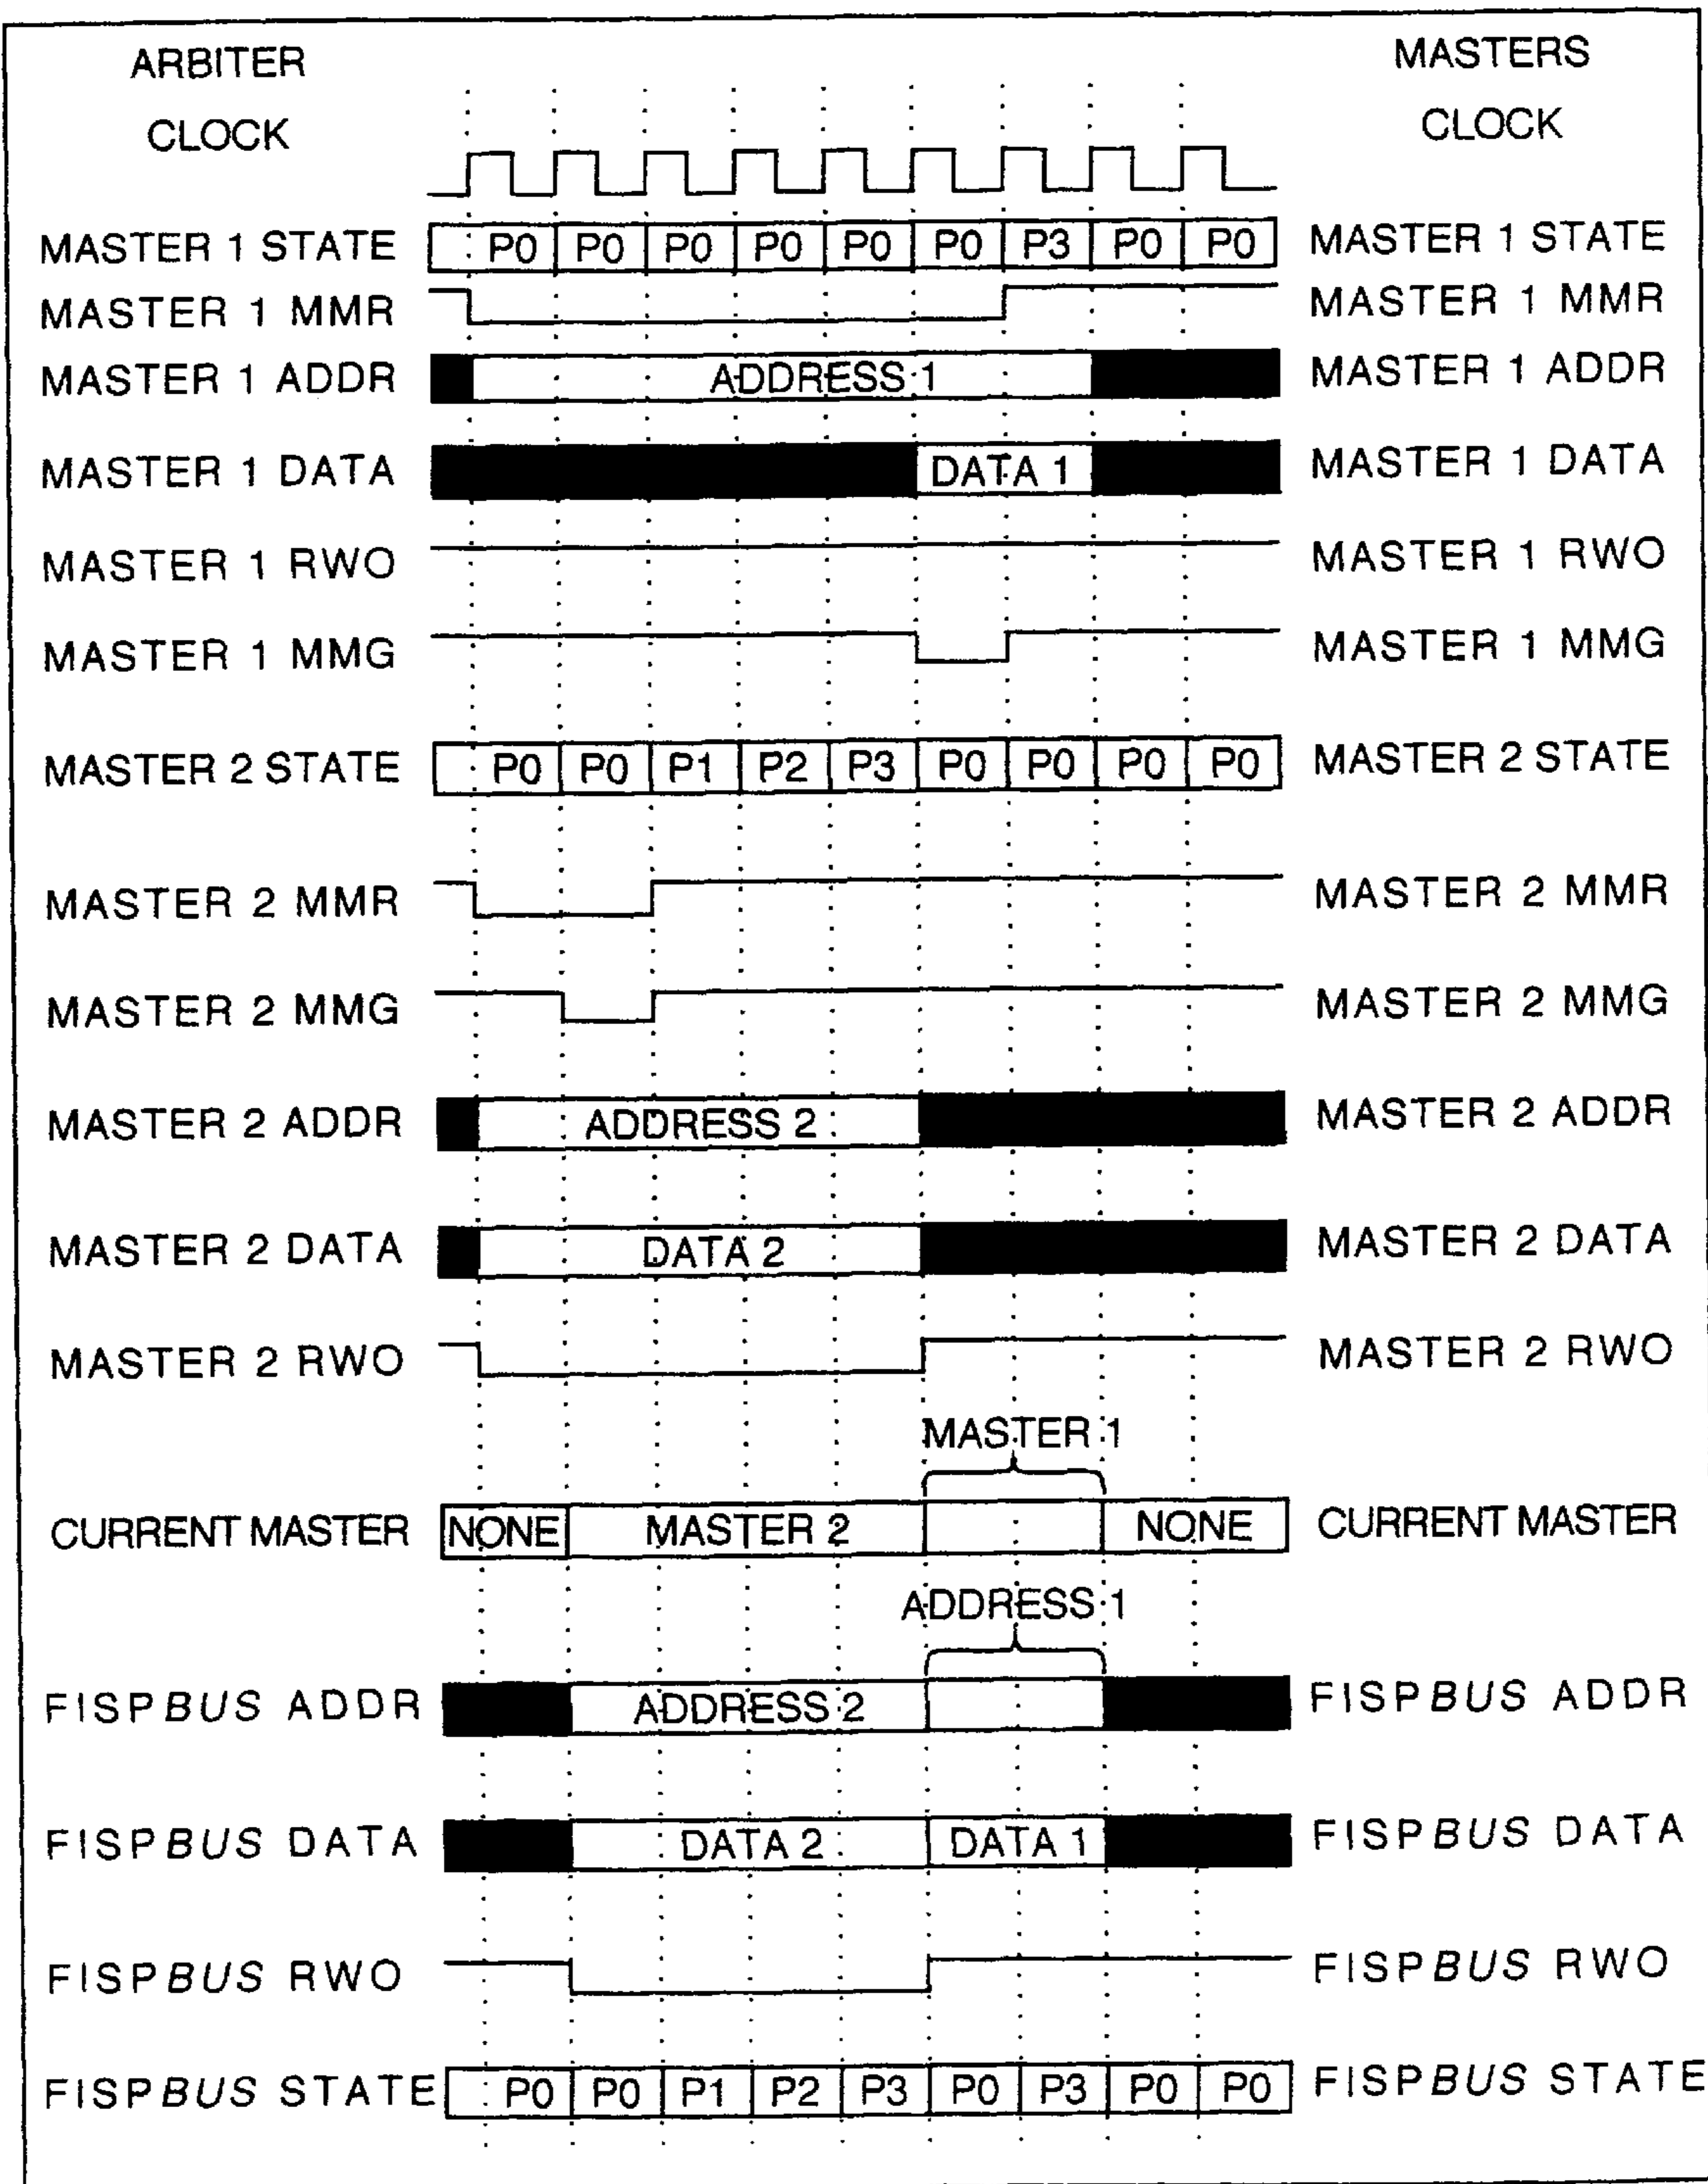 ARBITER
CLOCK
MASTERS
CLOCK
MASTER 1 STATE P0 P0 P0 P0 P0 P0 P3 P0 P0 MASTER 1 STATE
MASTER 1 MMR MASTER 1 MMR
MASTER 1 ADDR ADDRESS 1 MASTER 1 ADDR
MASTER 1 DATA DATA 1 MASTER 1 DATA
MASTER 1 RWO MASTER 1 RWO
MASTER 1 MMG MASTER 1 MMG
MASTER 2 STATE P0 P0 P1 P2 P3 P0 P0 P0 P0 MASTER 2 STATE
MASTER 2 MMR MASTER 2 MMR
MASTER 2 MMG MASTER 2 MMG
MASTER 2 ADDR ADDRESS 2 MASTER 2 ADDR
MASTER 2 DATA DATA 2 MASTER 2 DATA
MASTER 2 RWO MASTER 2 RWO
MASTER 1
CURRENT MASTER NONE MASTER 2 NONE CURRENT MASTER
ADDRESS 1
FISPBUS ADDR ADDRESS 2 FISPBUS ADDR
FISPBUS DATA DATA 2 DATA 1 FISPBUS DATA
FISPBUS RWO FISPBUS RWO
FISPBUS STATE P0 P0 P1 P2 P3 P0 P3 P0 P0 FISPBUS STATE